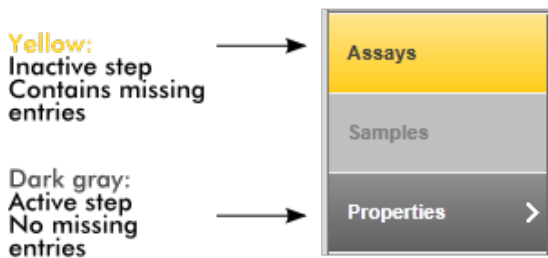 Yellow:
Inactive step
Contains missing
entries
Assays
Samples
Dark gray:
Active step
No missing
entries
Properties